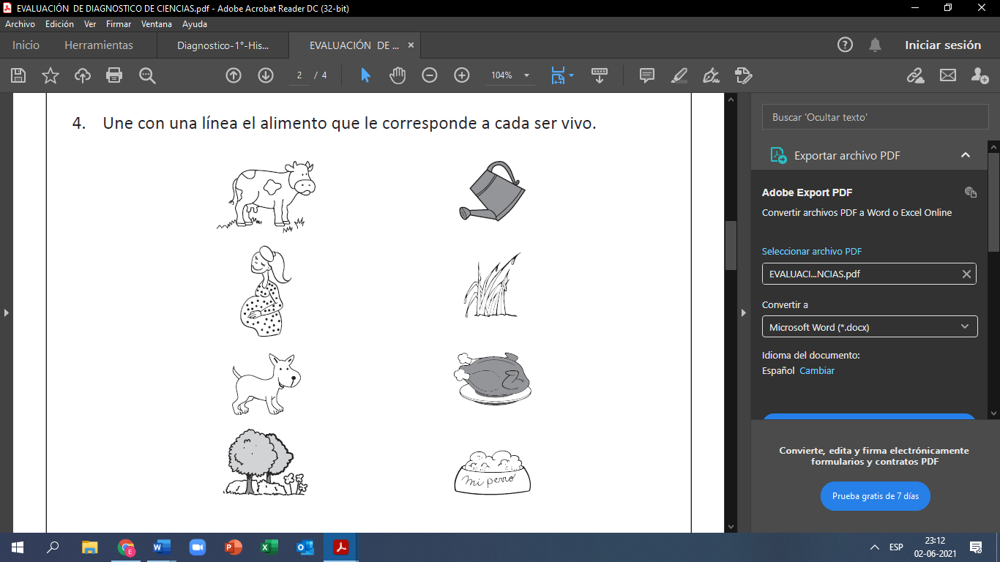 EVALUACIÓN  DE DIAGNOSTICO DE CIENCIAS.pdf - Adobe Acrobat Reader DC (32-bit)
Archivo Edición Ver Firmar Ventana Ayuda
Inicio Herramientas Diagnostico-1°-His... EVALUACIÓN DE ... × Iniciar sesión
2 / 4 104%
4. Une con una línea el alimento que le corresponde a cada ser vivo.
mi perro
Buscar 'Ocultar texto'
Exportar archivo PDF
Adobe Export PDF
Convertir archivos PDF a Word o Excel Online
Seleccionar archivo PDF
EVALUACI...NCIAS.pdf
Convertir a
Microsoft Word (*.docx)
Idioma del documento:
Español Cambiar
Convierte, edita y firma electrónicamente
formularios y contratos PDF
Prueba gratis de 7 días
ESP
23:12
02-06-2021